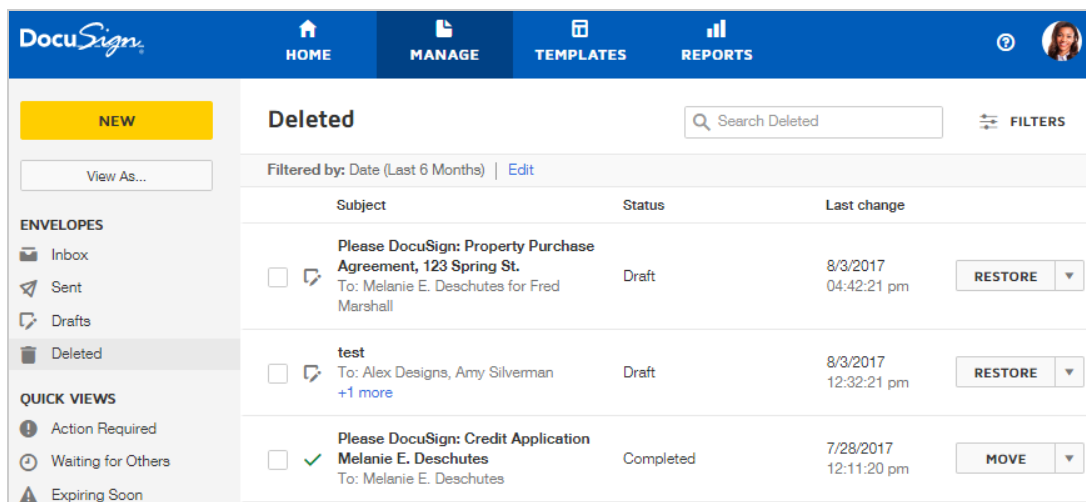 DocuSign
HOME
MANAGE
TEMPLATES
REPORTS
NEW
View As...
ENVELOPES
Inbox
Sent
Drafts
Deleted
QUICK VIEWS
Action Required
Waiting for Others
Expiring Soon
Deleted
Search Deleted
FILTERS
Filtered by: Date (Last 6 Months) | Edit
Subject Status Last change
Please DocuSign: Property Purchase
Agreement, 123 Spring St.
To: Melanie E. Deschutes for Fred
Marshall
Draft
8/3/2017
04:42:21 pm
RESTORE
test
To: Alex Designs, Amy Silverman
+1 more
Draft
8/3/2017
12:32:21 pm
RESTORE
Please DocuSign: Credit Application
Melanie E. Deschutes
To: Melanie E. Deschutes
Completed
7/28/2017
12:11:20 pm
MOVE